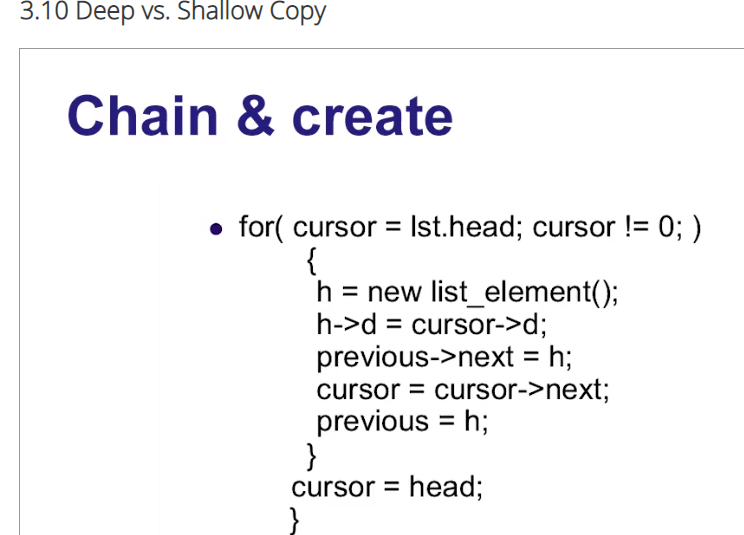 3.10 Deep vs. Shallow Copy
Chain & create
• for( cursor = lst.head; cursor != 0; )
{
h = new list_element();
h->d = cursor->d;
previous->next = h;
cursor = cursor->next;
previous = h;
}
cursor = head;
}